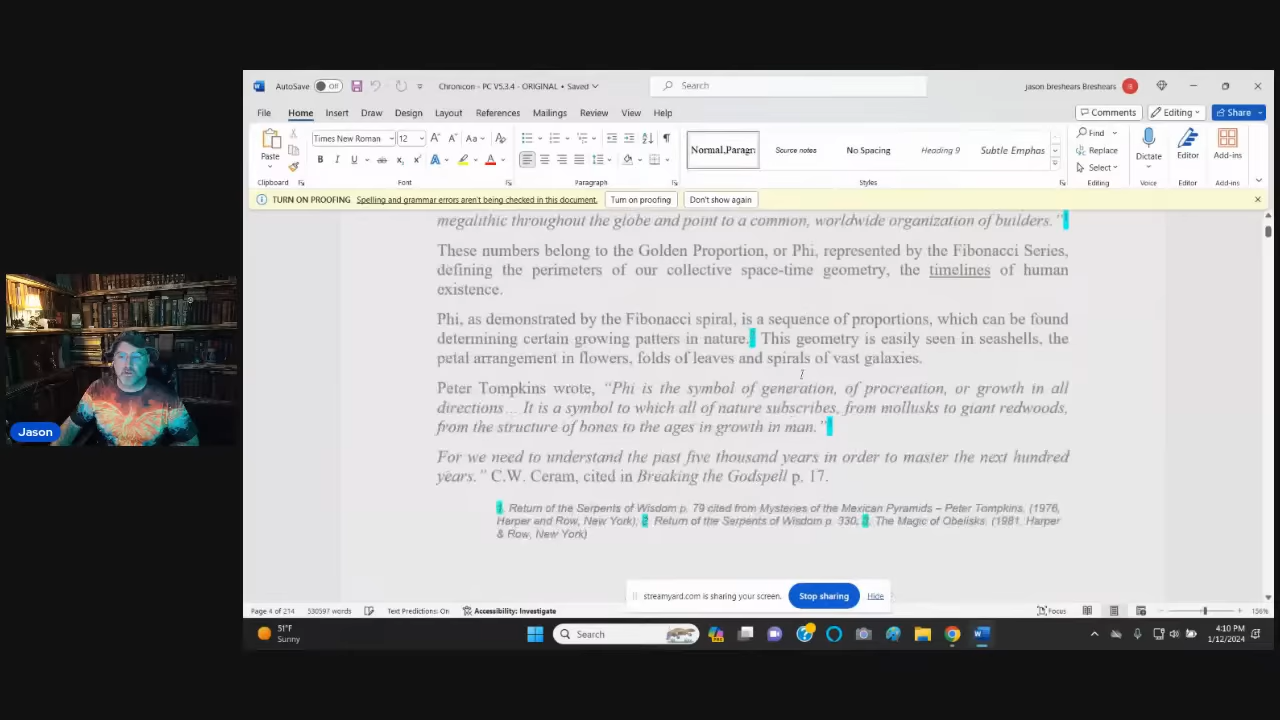 AutoSave Off Chronicon - PC V5.3.4 - ORIGINAL • Saved Search jason breshears Breshears
File Home Insert Draw Design Layout References Mailings Review View Help Comments Editing Share
Paste Times New Roman 12 Normal,Paragrap Source notes No Spacing Heading 9 Subtle Emphas Find Replace Select Dictate Editor Add-ins
Clipboard Font Paragraph Styles Editing Voice Editor Add-ins
TURN ON PROOFING Spelling and grammar errors aren't being checked in this document. Turn on proofing Don't show again
megalithic throughout the globe and point to a common, worldwide organization of builders."1
These numbers belong to the Golden Proportion, or Phi, represented by the Fibonacci Series,
defining the perimeters of our collective space-time geometry, the timelines of human
existence.
Phi, as demonstrated by the Fibonacci spiral, is a sequence of proportions, which can be found
determining certain growing patters in nature. This geometry is easily seen in seashells, the
petal arrangement in flowers, folds of leaves and spirals of vast galaxies.
Peter Tompkins wrote, "Phi is the symbol of generation, of procreation, or growth in all
directions... It is a symbol to which all of nature subscribes, from mollusks to giant redwoods,
from the structure of bones to the ages in growth in man."
For we need to understand the past five thousand years in order to master the next hundred
years." C.W. Ceram, cited in Breaking the Godspell p. 17.
1. Return of the Serpents of Wisdom p. 79 cited from Mysteries of the Mexican Pyramids – Peter Tompkins, (1976,
Harper and Row, New York); 2. Return of the Serpents of Wisdom p. 330; 3. The Magic of Obelisks. (1981, Harper
& Row, New York)
Jason
streamyard.com is sharing your screen. Stop sharing Hide
Page 4 of 214 530597 words Text Predictions: On Accessibility: Investigate Focus 156%
51°F
Sunny
Search
4:10 PM
1/12/2024